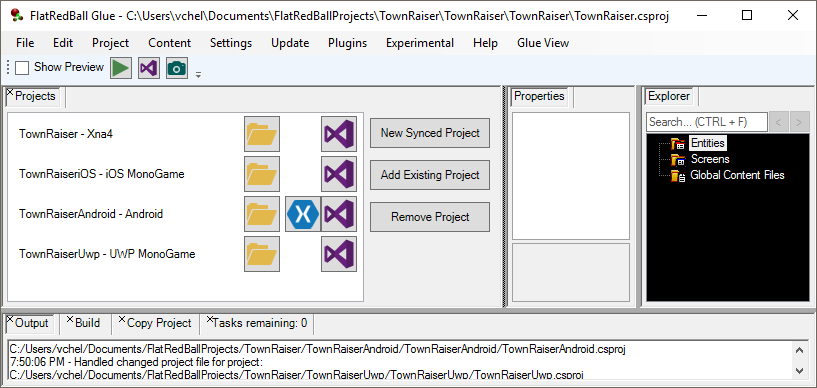 FlatRedBall Glue - C:\Users\vchel\Documents\FlatRedBallProjects\TownRaiser\TownRaiser\TownRaiser\TownRaiser.csproj
File Edit Project Content Settings Update Plugins Experimental Help Glue View
Show Preview
Projects
TownRaiser - Xna4
TownRaiseriOS - iOS MonoGame
TownRaiserAndroid - Android
TownRaiserUwp - UWP MonoGame
New Synced Project
Add Existing Project
Remove Project
Properties
Explorer
Search... (CTRL + F)
Entities
Screens
Global Content Files
Output Build Copy Project Tasks remaining: 0
C:/Users/vchel/Documents/FlatRedBallProjects/TownRaiser/TownRaiserAndroid/TownRaiserAndroid/TownRaiserAndroid.csproj
7:50:06 PM - Handled changed project file for project:
C:/Users/vchel/Documents/FlatRedBallProjects/TownRaiser/TownRaiserUwp/TownRaiserUwp/TownRaiserUwp.csproj